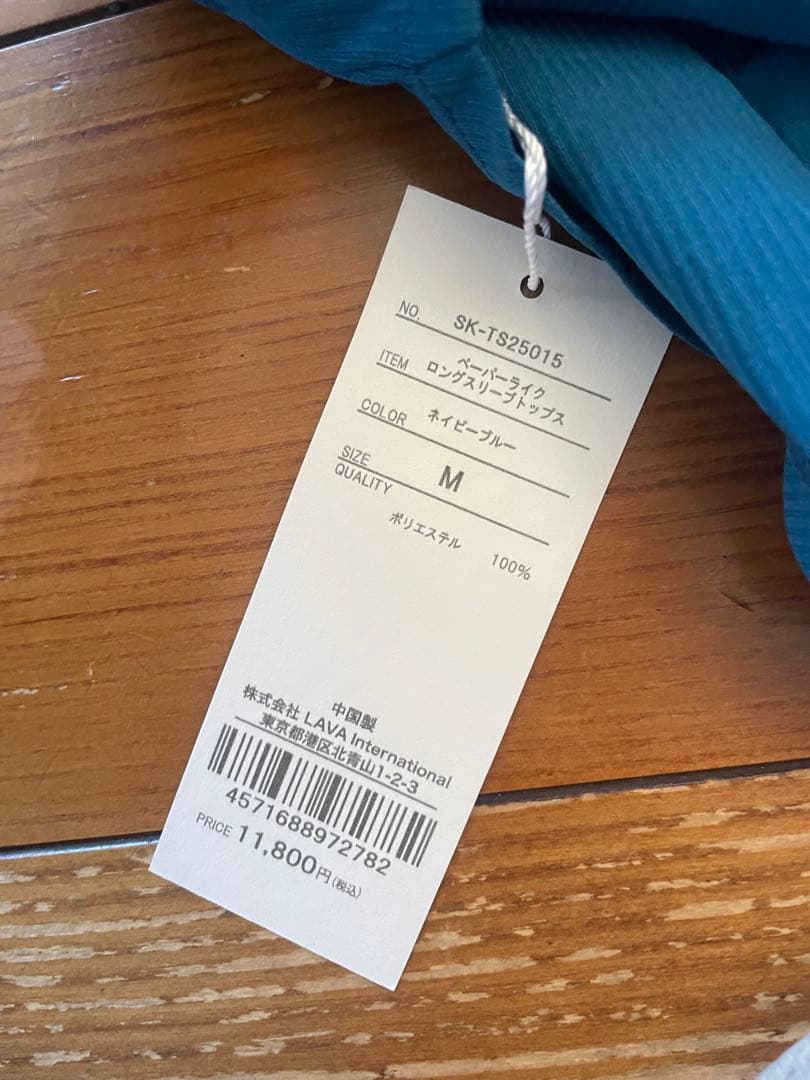 NO. SK-TS25015
ITEM ペーパーライク
ロングスリーブトップス
COLOR ネイビーブルー
SIZE M
QUALITY
ポリエステル 100%
中国製
株式会社 LAVA International
東京都港区北青山1-2-3
4571688972782
PRICE 11,800円(税込)